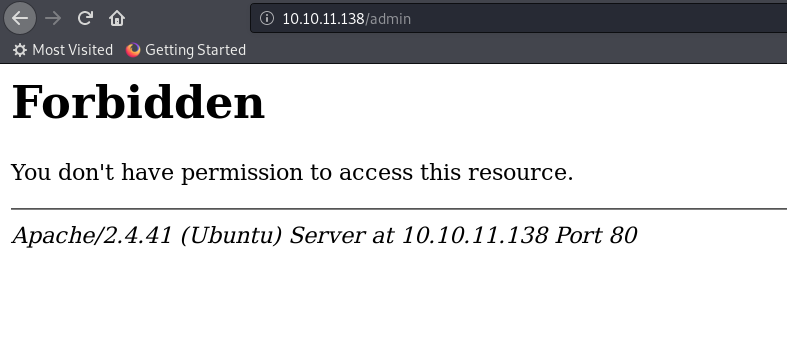 10.10.11.138/admin
Most Visited Getting Started
Forbidden
You don't have permission to access this resource.
Apache/2.4.41 (Ubuntu) Server at 10.10.11.138 Port 80